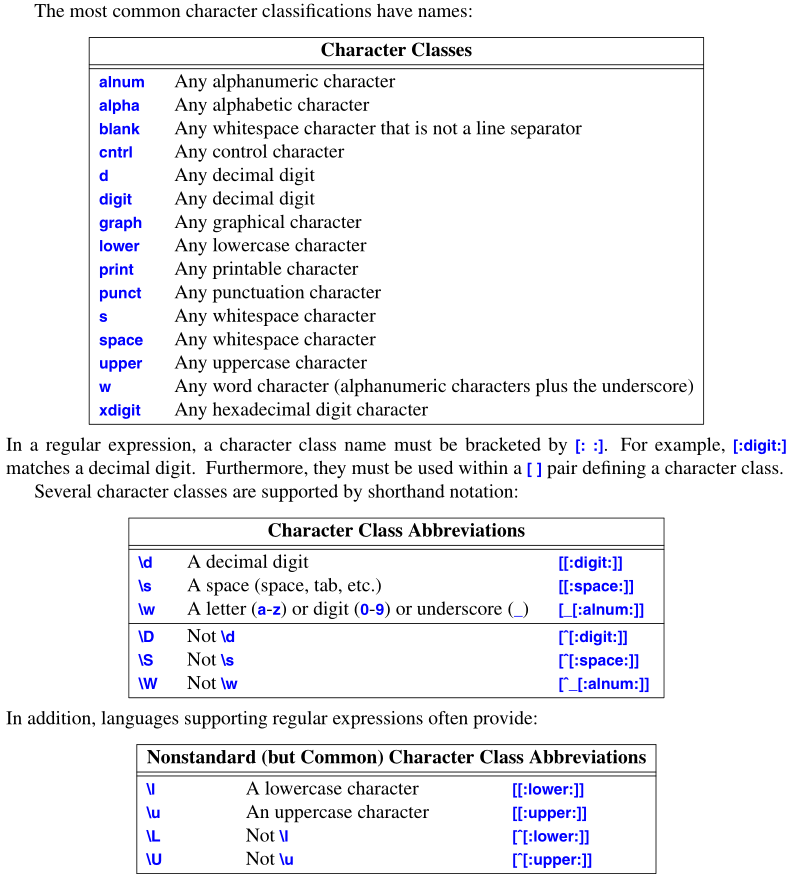 The most common character classifications have names:
Character Classes
alnum Any alphanumeric character
alpha Any alphabetic character
blank Any whitespace character that is not a line separator
cntrl Any control character
d Any decimal digit
digit Any decimal digit
graph Any graphical character
lower Any lowercase character
print Any printable character
punct Any punctuation character
s Any whitespace character
space Any whitespace character
upper Any uppercase character
w Any word character (alphanumeric characters plus the underscore)
xdigit Any hexadecimal digit character
In a regular expression, a character class name must be bracketed by [: :]. For example, [:digit:]
matches a decimal digit. Furthermore, they must be used within a [ ] pair defining a character class.
Several character classes are supported by shorthand notation:
Character Class Abbreviations
\d A decimal digit [[:digit:]]
\s A space (space, tab, etc.) [[:space:]]
\w A letter (a-z) or digit (0-9) or underscore (_) [_[:alnum:]]
\D Not \d [^[:digit:]]
\S Not \s [^[:space:]]
\W Not \w [^_[:alnum:]]
In addition, languages supporting regular expressions often provide:
Nonstandard (but Common) Character Class Abbreviations
\l A lowercase character [[:lower:]]
\u An uppercase character [[:upper:]]
\L Not \l [^[:lower:]]
\U Not \u [^[:upper:]]